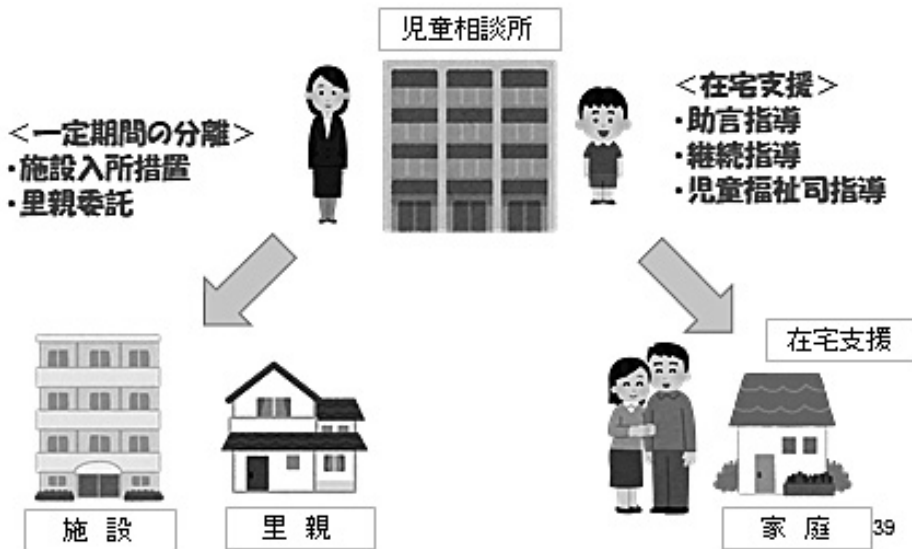 児童相談所
＜一定期間の分離＞
・施設入所措置
・里親委託
＜在宅支援＞
・助言指導
・継続指導
・児童福祉司指導
在宅支援
施設
里親
家庭
39